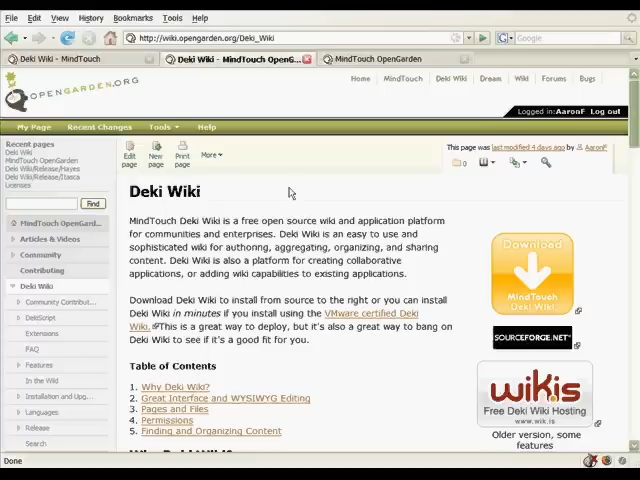 File Edit View History Bookmarks Tools Help
http://wiki.opengarden.org/Deki_Wiki
Google
Deki Wiki - MindTouch
Deki Wiki - MindTouch OpenG...
MindTouch OpenGarden
OPENGARDEN.ORG
Home MindTouch Deki Wiki Dream Wiki Forums Bugs
Logged in: AaronF Log out
My Page Recent Changes Tools Help
Recent pages
Deki Wiki
MindTouch OpenGarden
Deki Wiki/Release/Hayes
Deki Wiki/Release/Itasca
Licenses
Find
MindTouch OpenGard...
Articles & Videos
Community
Contributing
Deki Wiki
Community Contribut...
DekiScript
Extensions
FAQ
Features
In the Wild
Installation and Upg...
Languages
Release
Search
Edit page
New page
Print page
More
This page was last modified 4 days ago by AaronF
0
Deki Wiki
MindTouch Deki Wiki is a free open source wiki and application platform
for communities and enterprises. Deki Wiki is an easy to use and
sophisticated wiki for authoring, aggregating, organizing, and sharing
content. Deki Wiki is also a platform for creating collaborative
applications, or adding wiki capabilities to existing applications.
Download Deki Wiki to install from source to the right or you can install
Deki Wiki in minutes if you install using the VMware certified Deki
Wiki. This is a great way to deploy, but it's also a great way to bang on
Deki Wiki to see if it's a good fit for you.
Table of Contents
1. Why Deki Wiki?
2. Great Interface and WYSIWYG Editing
3. Pages and Files
4. Permissions
5. Finding and Organizing Content
Why Deki Wiki?
Download
MindTouch
Deki Wiki
SOURCEFORGE.NET
wik.is
Free Deki Wiki Hosting
www.wik.is
Older version, some
features
Done